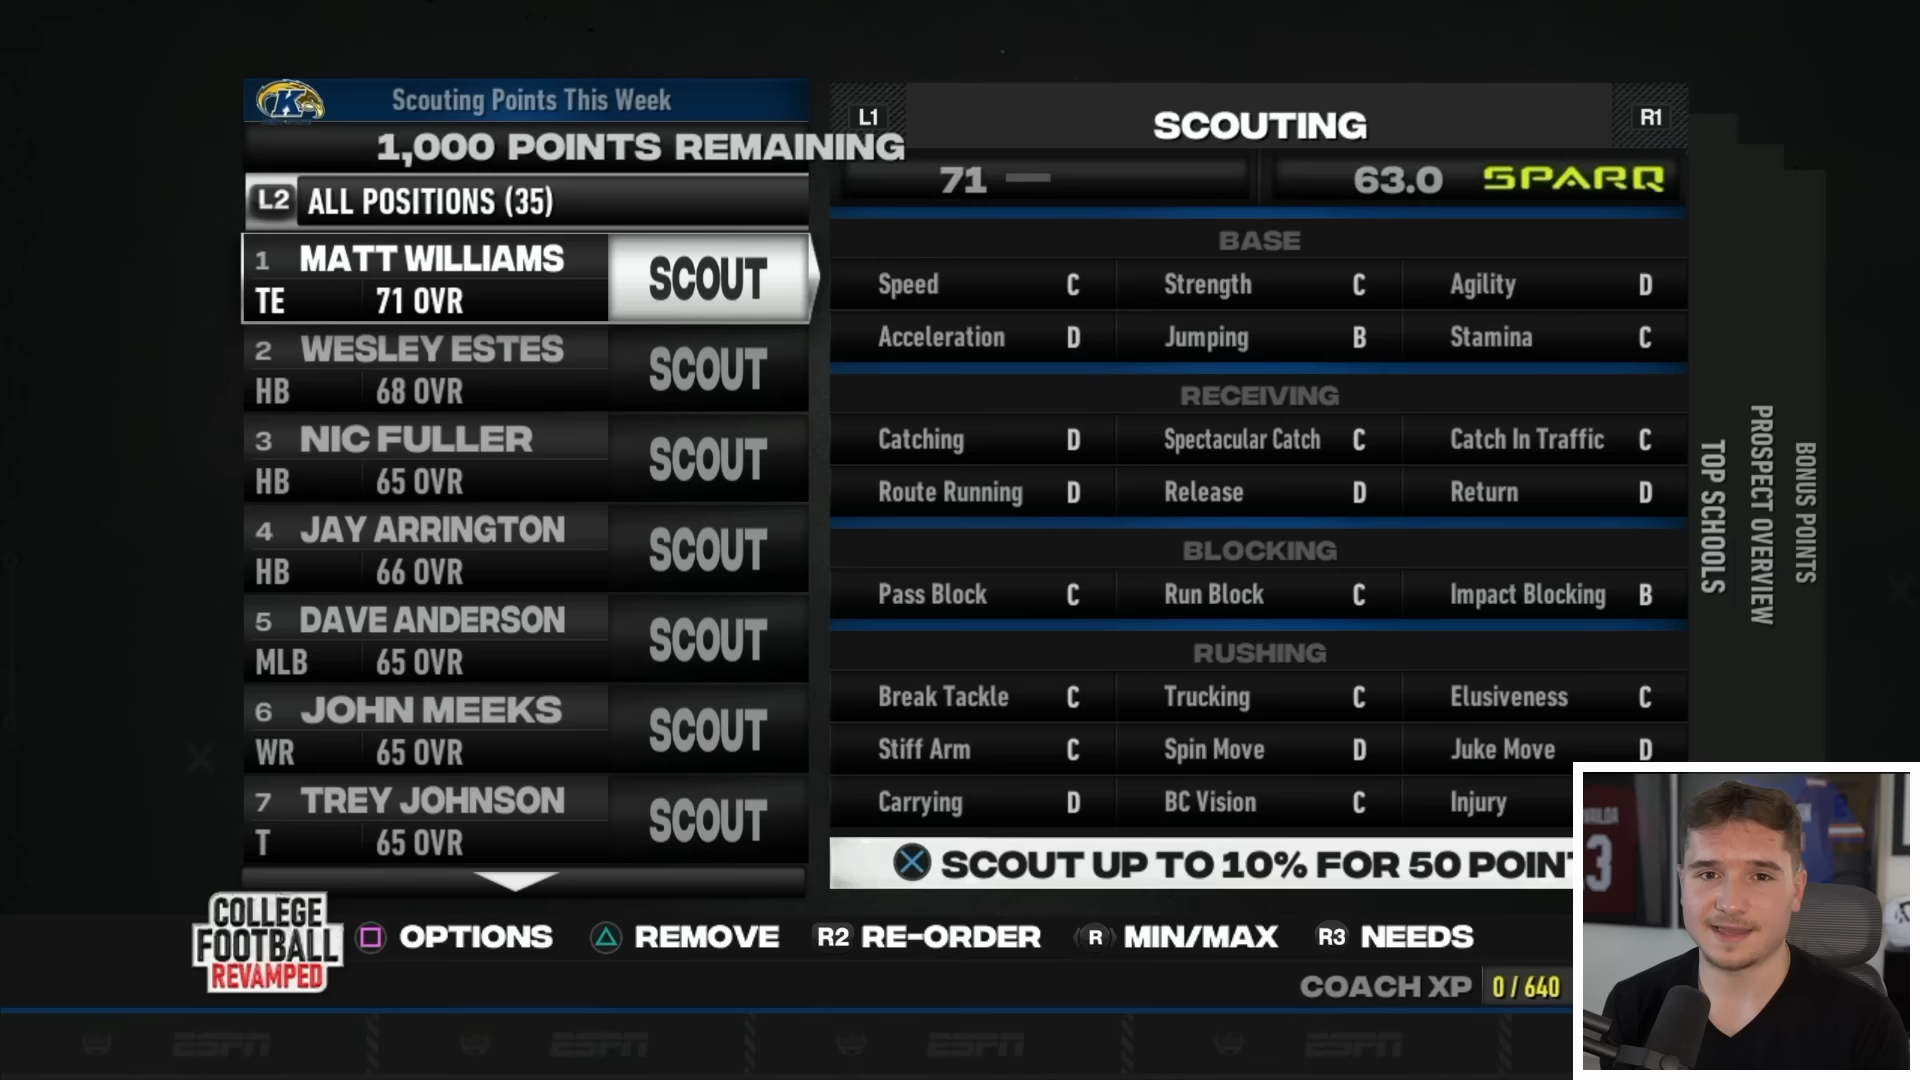 Scouting Points This Week
1,000 POINTS REMAINING
L2 ALL POSITIONS (35)
1 MATT WILLIAMS
TE 71 OVR
SCOUT
2 WESLEY ESTES
HB 68 OVR
SCOUT
3 NIC FULLER
HB 65 OVR
SCOUT
4 JAY ARRINGTON
HB 66 OVR
SCOUT
5 DAVE ANDERSON
MLB 65 OVR
SCOUT
6 JOHN MEEKS
WR 65 OVR
SCOUT
7 TREY JOHNSON
T 65 OVR
SCOUT
L1 SCOUTING R1
71 63.0 SPARQ
BASE
Speed C Strength C Agility D
Acceleration D Jumping B Stamina C
RECEIVING
Catching D Spectacular Catch C Catch In Traffic C
Route Running D Release D Return D
BLOCKING
Pass Block C Run Block C Impact Blocking B
RUSHING
Break Tackle C Trucking C Elusiveness C
Stiff Arm C Spin Move D Juke Move D
Carrying D BC Vision C Injury
SCOUT UP TO 10% FOR 50 POIN
TOP SCHOOLS
PROSPECT OVERVIEW
BONUS POINTS
COLLEGE
FOOTBALL
REVAMPED
OPTIONS REMOVE R2 RE-ORDER R MIN/MAX R3 NEEDS
COACH XP 0 / 640
ESPN ESPN ESPN ESPN
K
3